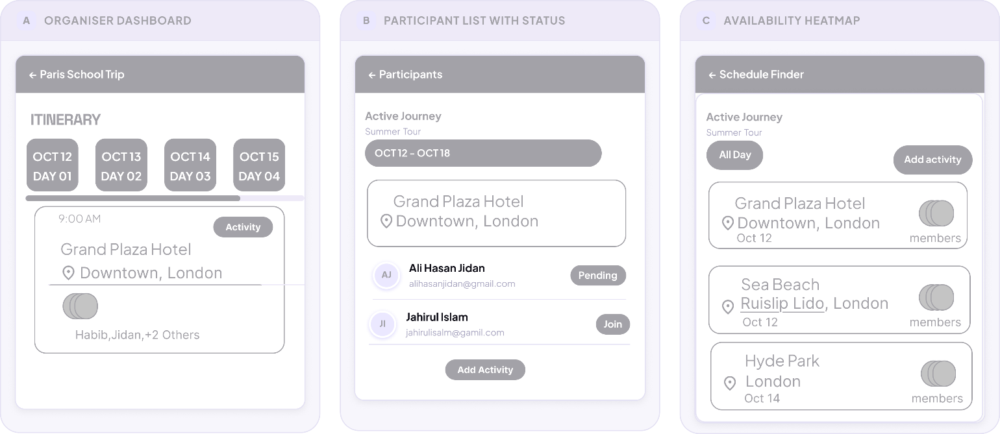 A ORGANISER DASHBOARD
← Paris School Trip
ITINERARY
OCT 12 OCT 13 OCT 14 OCT 15
DAY 01 DAY 02 DAY 03 DAY 04
9:00 AM
Activity
Grand Plaza Hotel
Downtown, London
Habib,Jidan,+2 Others
B PARTICIPANT LIST WITH STATUS
← Participants
Active Journey
Summer Tour
OCT 12 - OCT 18
Grand Plaza Hotel
Downtown, London
AJ Ali Hasan Jidan Pending
alihasanjidan@gmail.com
JI Jahirul Islam Join
jahirulisalm@gamil.com
Add Activity
C AVAILABILITY HEATMAP
← Schedule Finder
Active Journey
Summer Tour
All Day Add activity
Grand Plaza Hotel
Downtown, London
Oct 12 members
Sea Beach
Ruislip Lido, London
Oct 12 members
Hyde Park
London
Oct 14 members